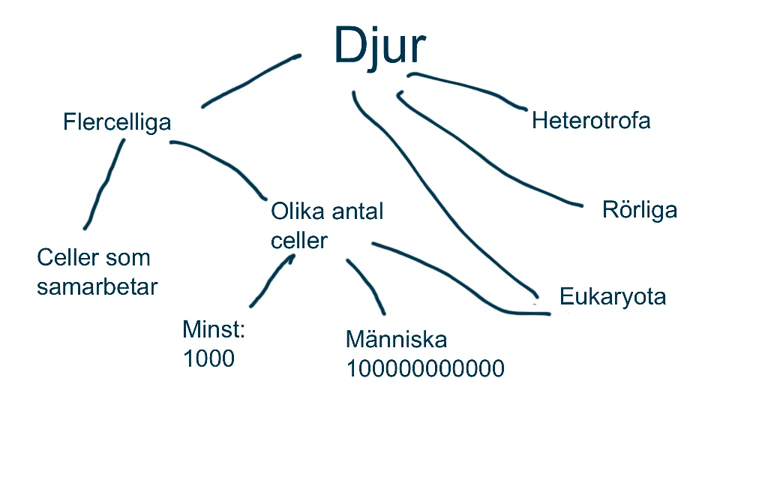 Djur
Flercelliga
Heterotrofa
Rörliga
Olika antal
celler
Celler som
samarbetar
Eukaryota
Minst:
1000
Människa
100000000000